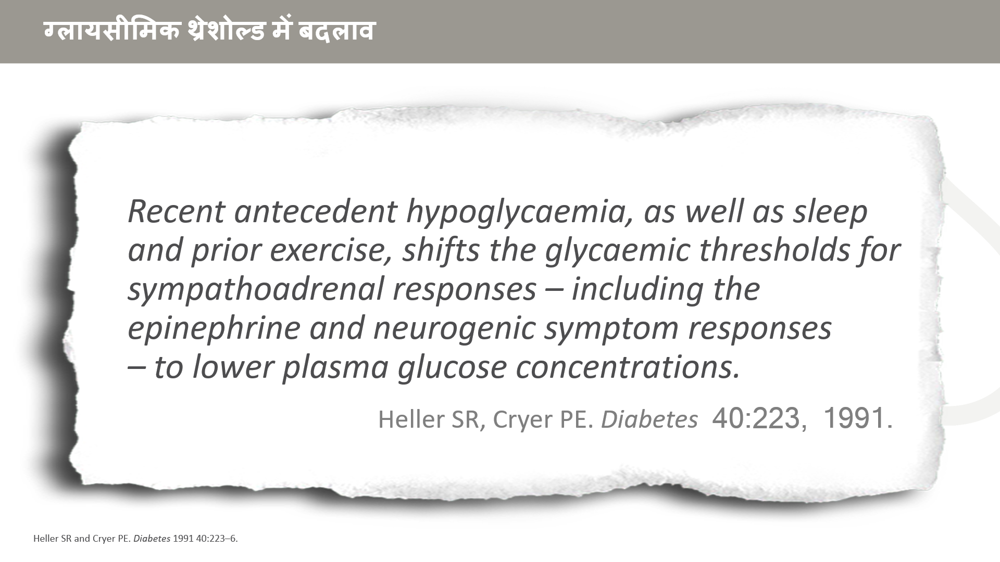 ग्लायसीमिक थ्रेशोल्ड में बदलाव
Recent antecedent hypoglycaemia, as well as sleep
and prior exercise, shifts the glycaemic thresholds for
sympathoadrenal responses – including the
epinephrine and neurogenic symptom responses
– to lower plasma glucose concentrations.
Heller SR, Cryer PE. Diabetes 40:223, 1991.
Heller SR and Cryer PE. Diabetes 1991 40:223–6.